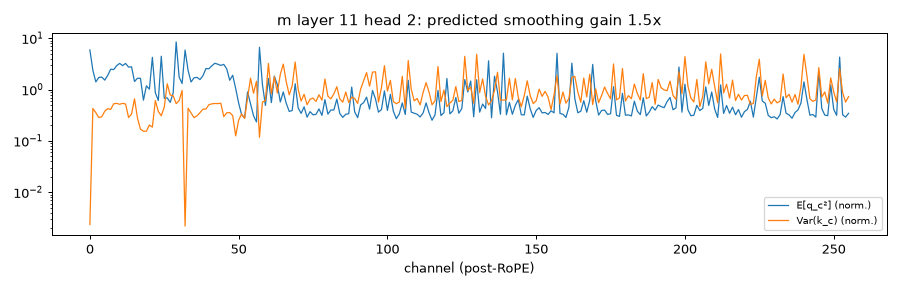 m layer 11 head 2: predicted smoothing gain 1.5x
10¹
10⁰
10⁻¹
10⁻²
E[q_c²] (norm.)
Var(k_c) (norm.)
0 50 100 150 200 250
channel (post-RoPE)